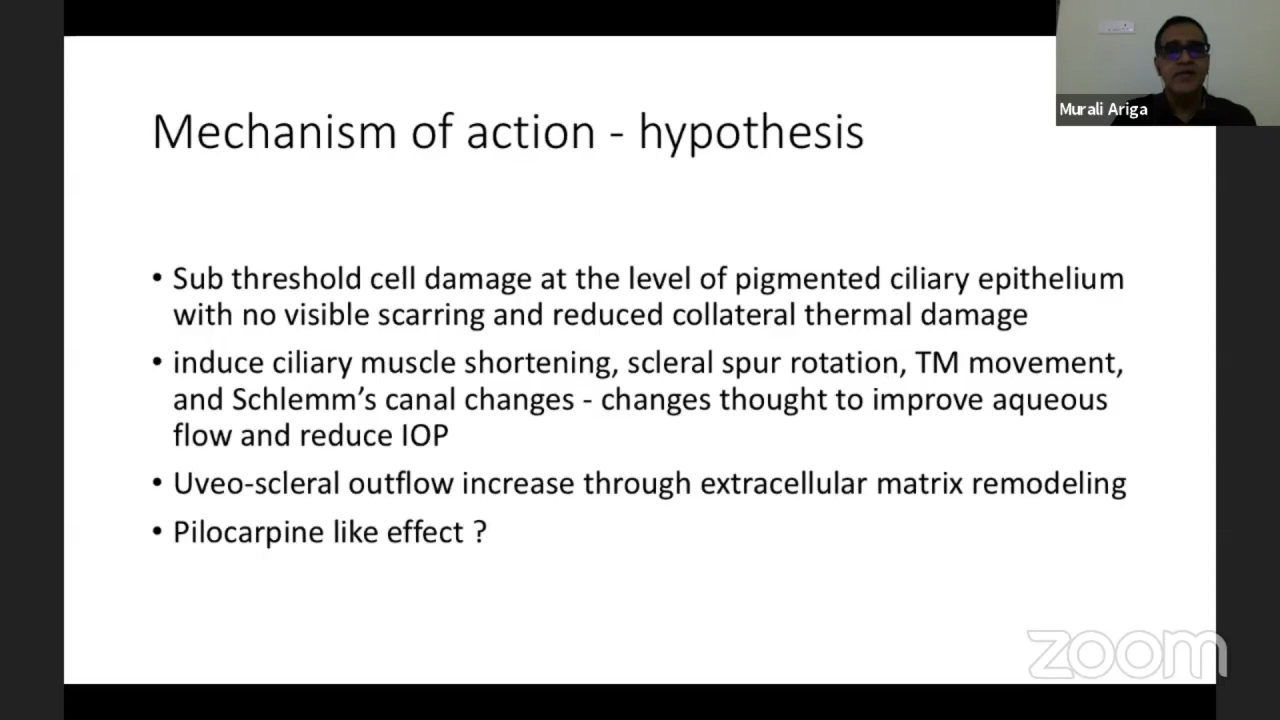 Murali Ariga
Mechanism of action - hypothesis
• Sub threshold cell damage at the level of pigmented ciliary epithelium
with no visible scarring and reduced collateral thermal damage
• induce ciliary muscle shortening, scleral spur rotation, TM movement,
and Schlemm’s canal changes - changes thought to improve aqueous
flow and reduce IOP
• Uveo-scleral outflow increase through extracellular matrix remodeling
• Pilocarpine like effect ?
zoom